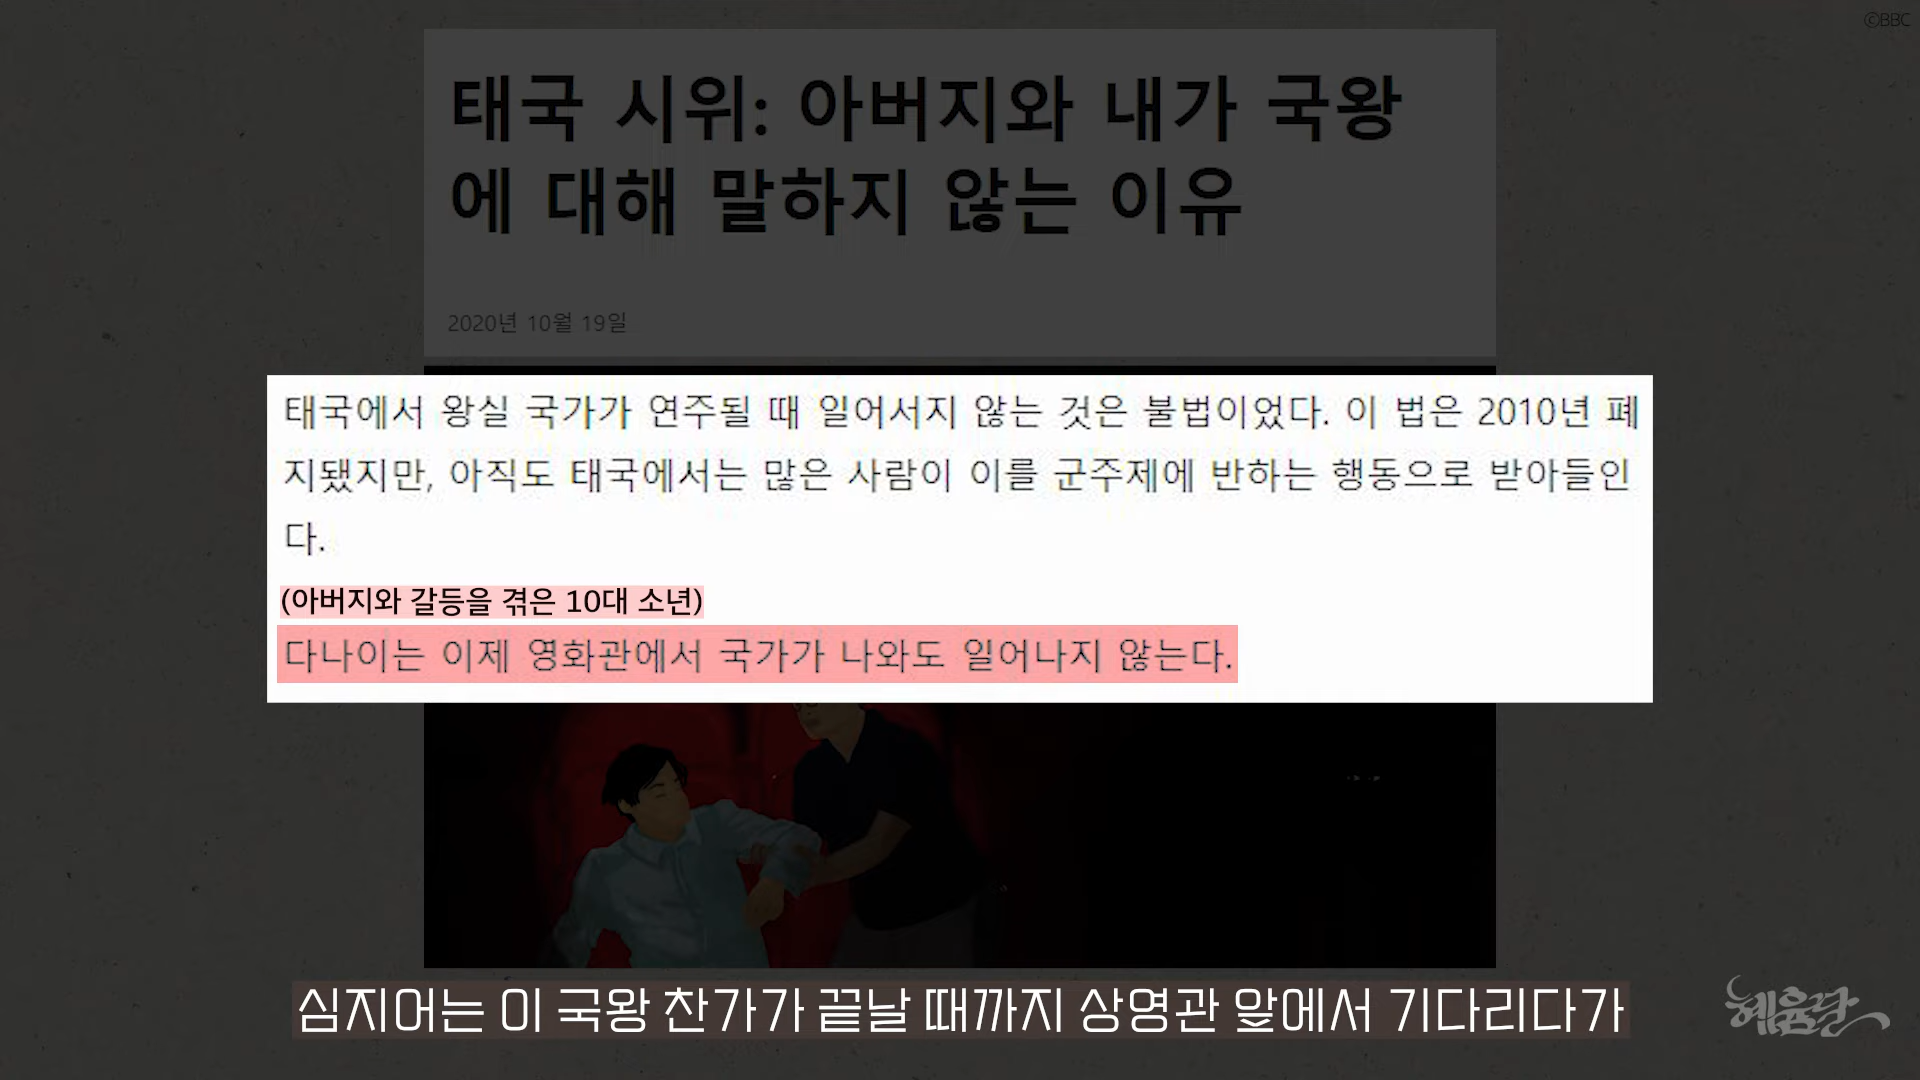 ©BBC
태국 시위: 아버지와 내가 국왕
에 대해 말하지 않는 이유
2020년 10월 19일
태국에서 왕실 국가가 연주될 때 일어서지 않는 것은 불법이었다. 이 법은 2010년 폐
지됐지만, 아직도 태국에서는 많은 사람이 이를 군주제에 반하는 행동으로 받아들인
다.
(아버지와 갈등을 겪은 10대 소년)
다나이는 이제 영화관에서 국가가 나와도 일어나지 않는다.
심지어는 이 국왕 찬가가 끝날 때까지 상영관 앞에서 기다리다가
혜윰달